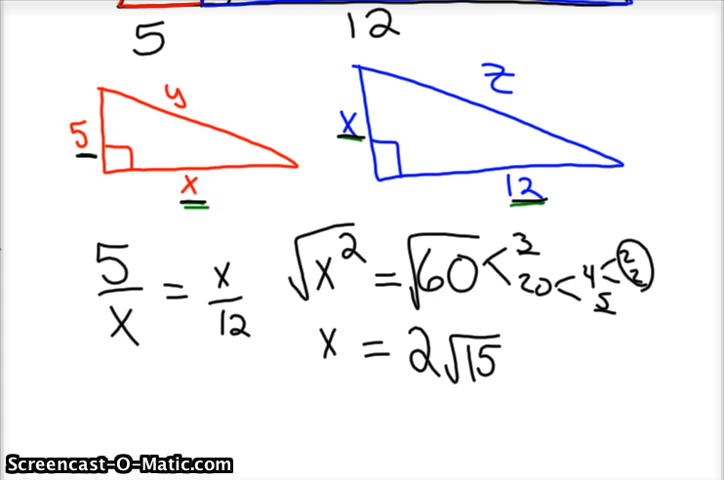 5 12
y z
5 x
x 12
5/x = x/12 √x² = √60 < 3
20 < 4 < 2 2
5
x = 2√15
Screencast-O-Matic.com